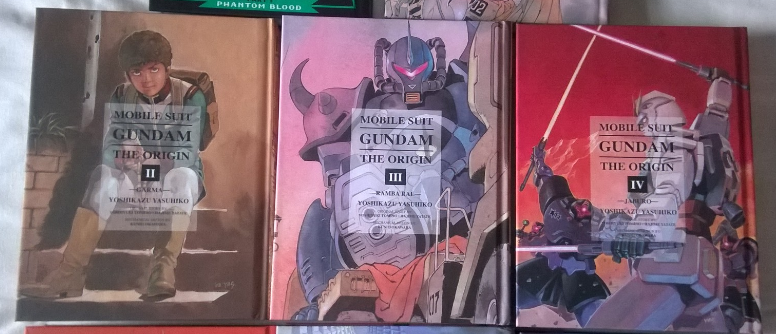 PHANTOM BLOOD
02
MOBILE SUIT
GUNDAM
THE ORIGIN
II
—GARMA—
YOSHIKAZU YASUHIKO
MOBILE SUIT
GUNDAM
THE ORIGIN
III
—RAMBA RAL—
YOSHIKAZU YASUHIKO
MOBILE SUIT
GUNDAM
THE ORIGIN
IV
—JABURO—
YOSHIKAZU YASUHIKO